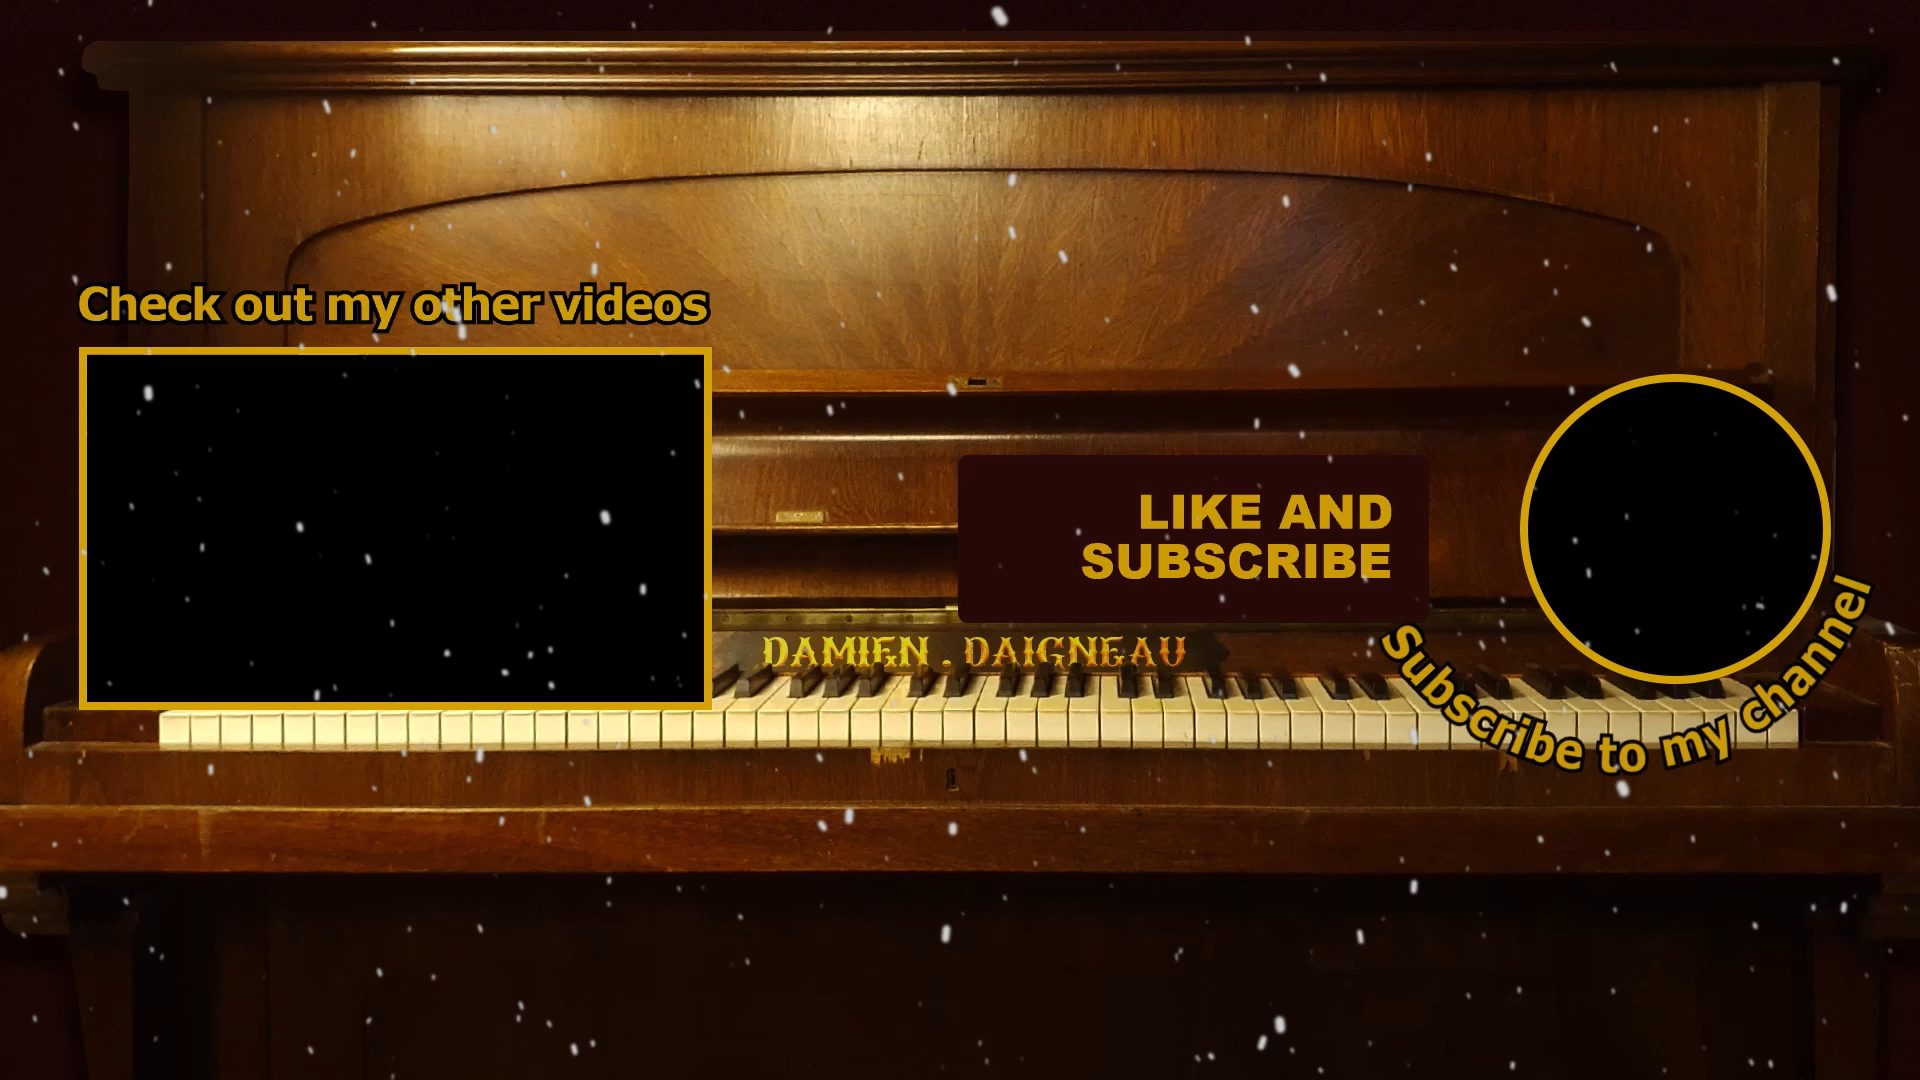 Check out my other videos
LIKE AND
SUBSCRIBE
DAMIEN . DAIGNEAU
Subscribe to my channel